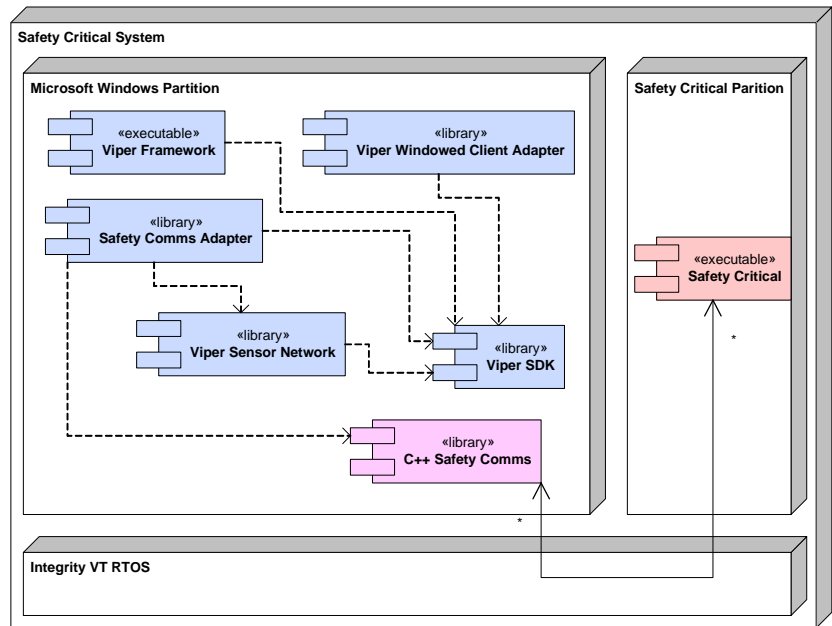 Safety Critical System
Microsoft Windows Partition
Safety Critical Parition
«executable»
Viper Framework
«library»
Viper Windowed Client Adapter
«library»
Safety Comms Adapter
«executable»
Safety Critical
«library»
Viper Sensor Network
«library»
Viper SDK
*
«library»
C++ Safety Comms
*
Integrity VT RTOS